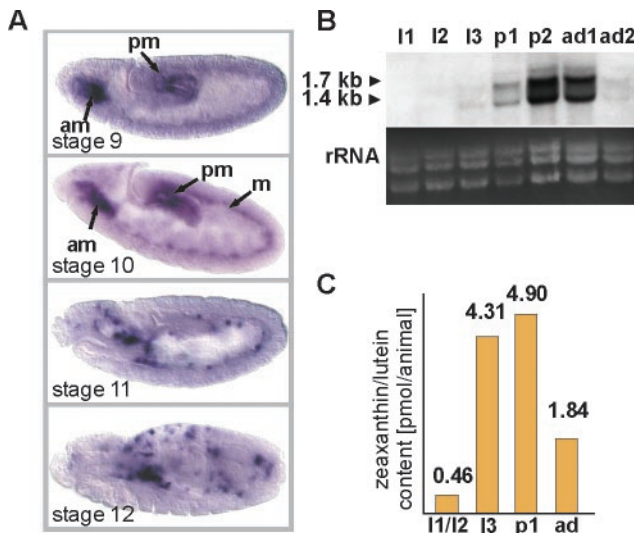 A
pm
am
stage 9
pm
m
am
stage 10
stage 11
stage 12
B
l1 l2 l3 p1 p2 ad1 ad2
1.7 kb
1.4 kb
rRNA
C
zeaxanthin/lutein
content [pmol/animal]
0.46
4.31
4.90
1.84
l1/l2 l3 p1 ad